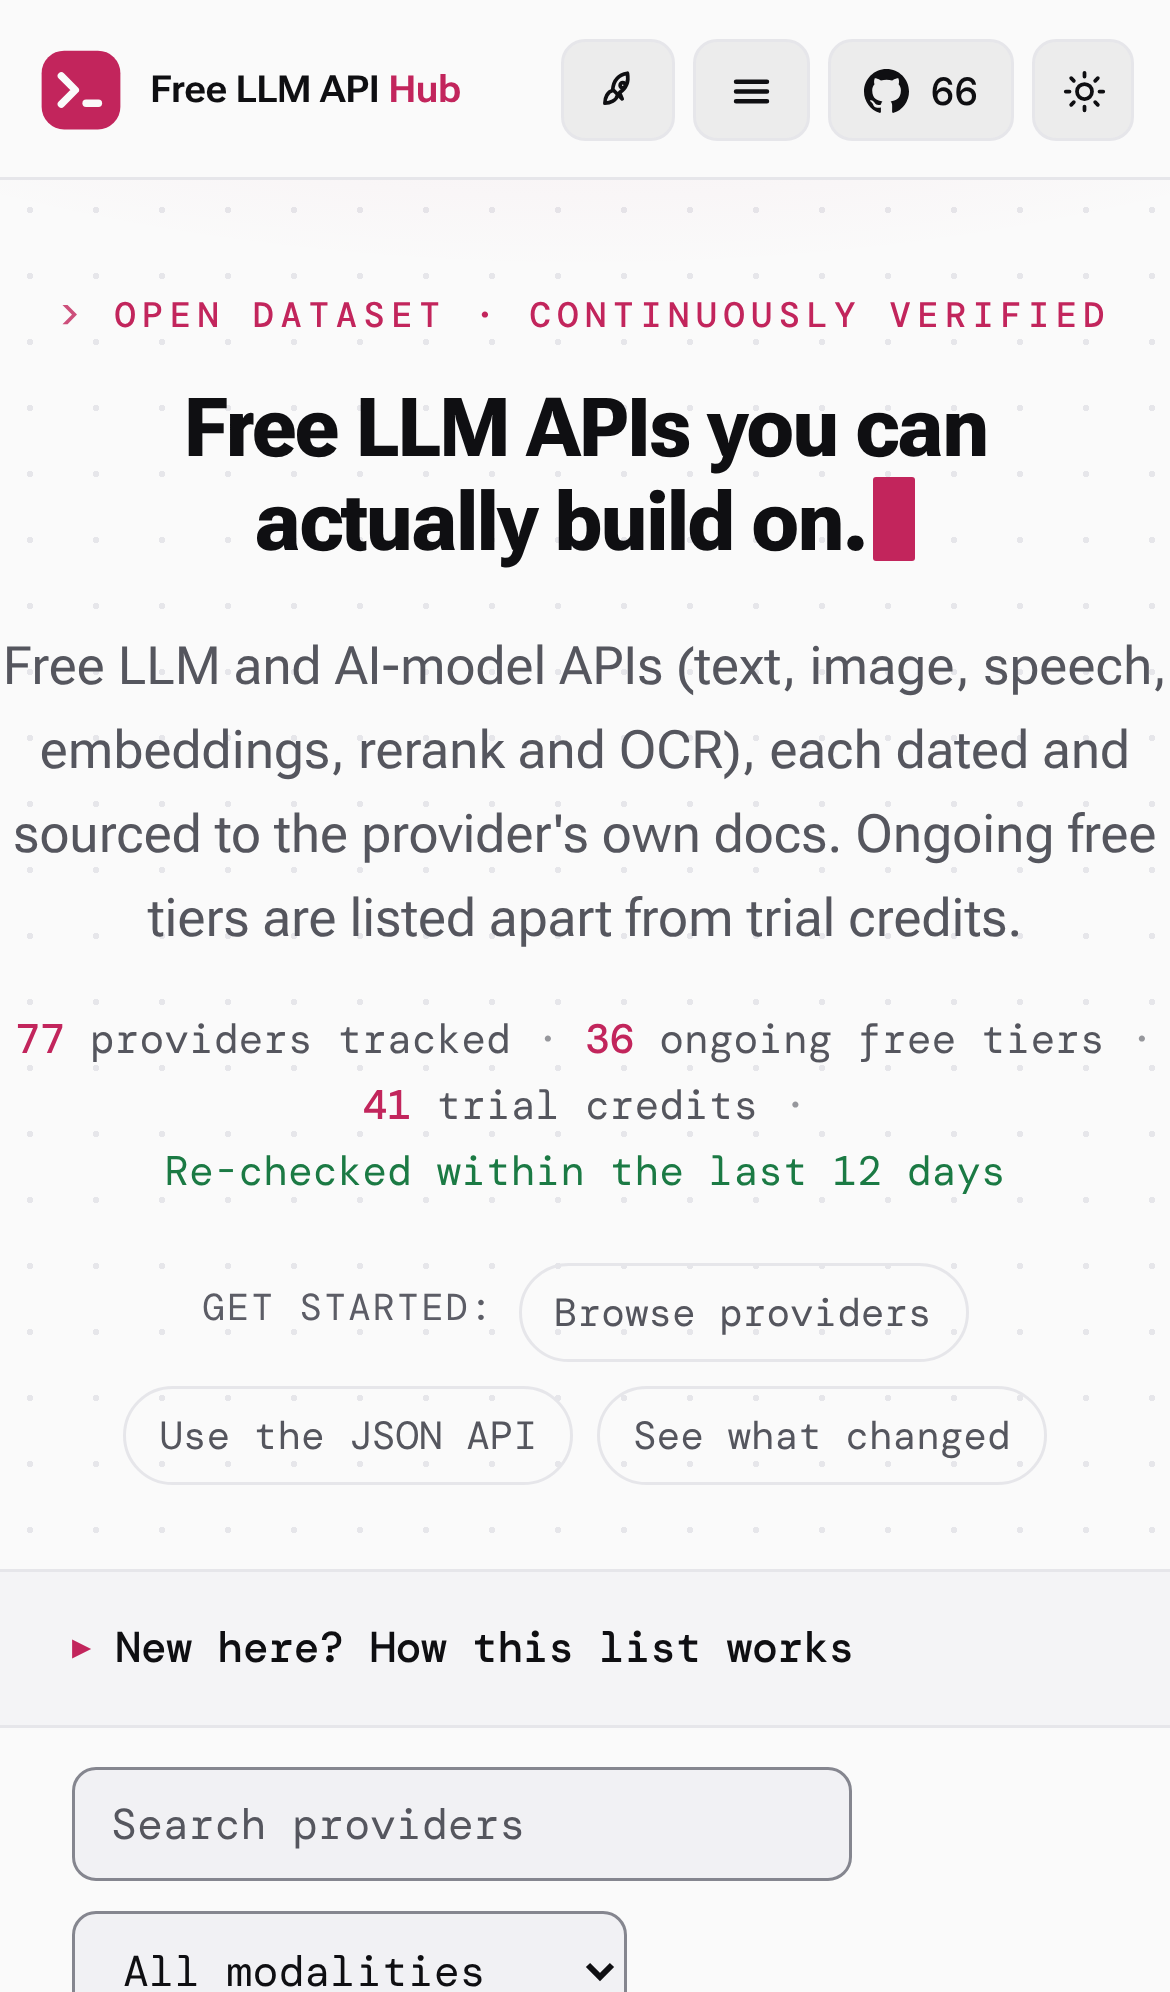 Free LLM API Hub
66
> OPEN DATASET · CONTINUOUSLY VERIFIED
Free LLM APIs you can
actually build on.
Free LLM and AI-model APIs (text, image, speech,
embeddings, rerank and OCR), each dated and
sourced to the provider's own docs. Ongoing free
tiers are listed apart from trial credits.
77 providers tracked · 36 ongoing free tiers ·
41 trial credits ·
Re-checked within the last 12 days
GET STARTED: Browse providers
Use the JSON API See what changed
▸ New here? How this list works
Search providers
All modalities